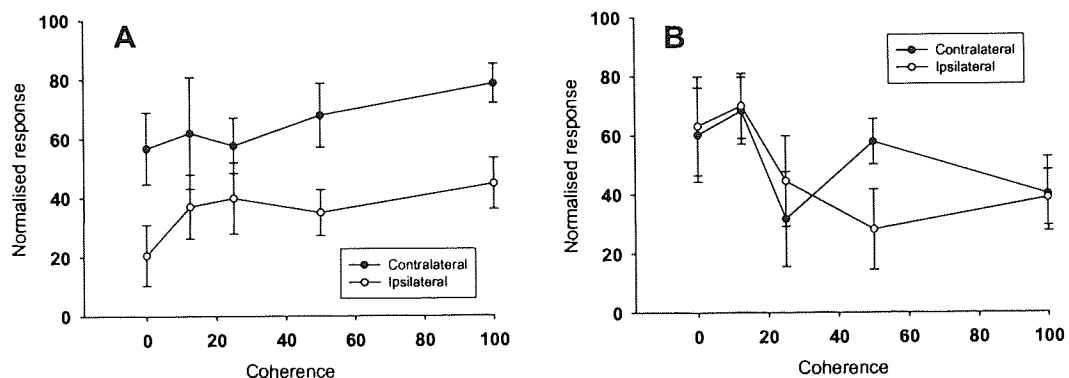 A
100
80
60
40
20
0
Normalised response
Contralateral
Ipsilateral
0 20 40 60 80 100
Coherence
B
100
80
60
40
20
0
Normalised response
Contralateral
Ipsilateral
0 20 40 60 80 100
Coherence